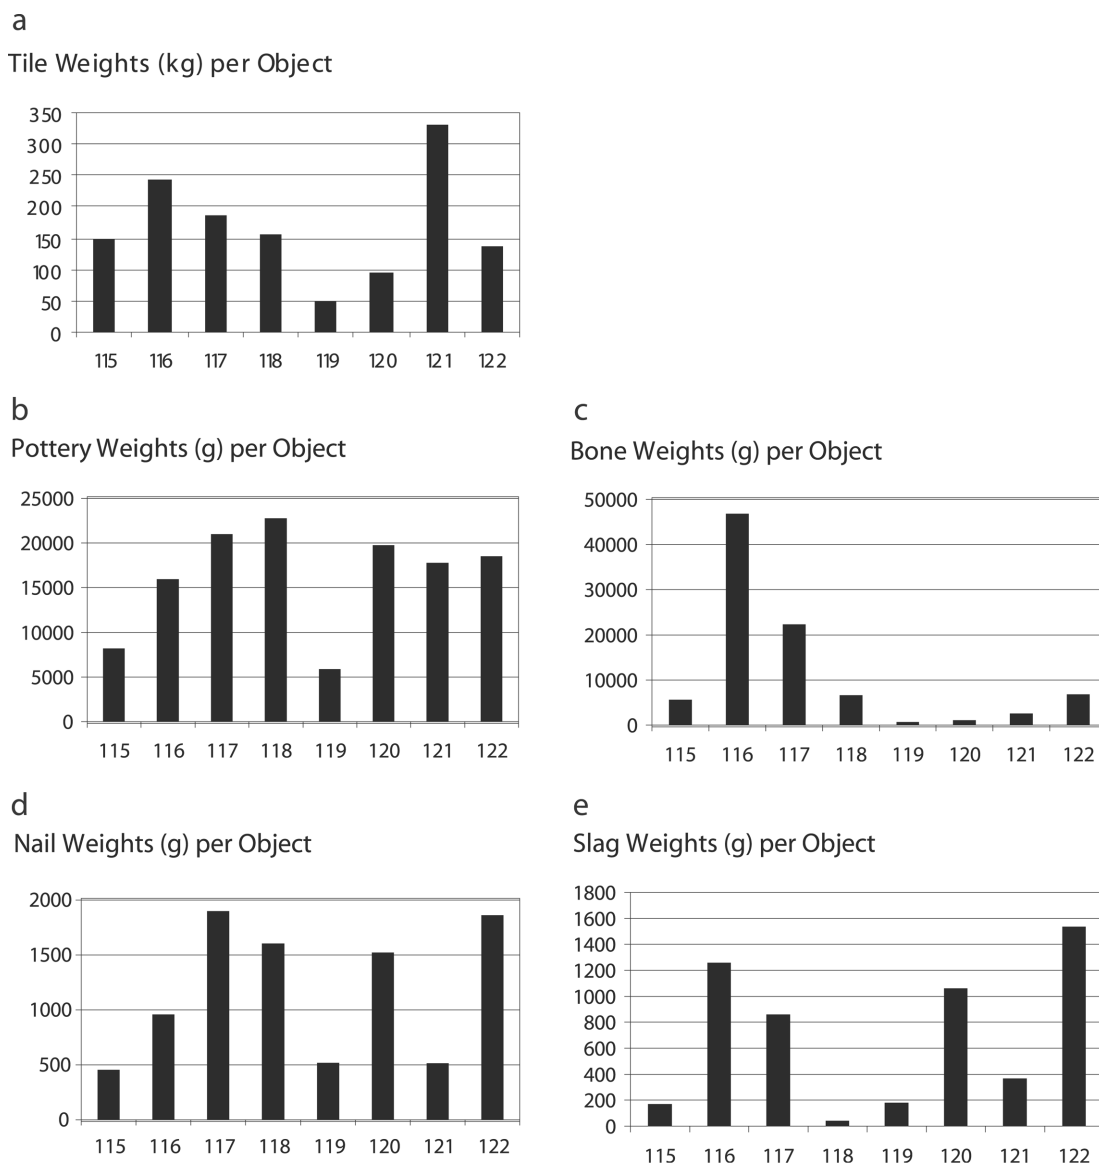 a
Tile Weights (kg) per Object
350
300
250
200
150
100
50
0
115 116 117 118 119 120 121 122
b
Pottery Weights (g) per Object
25000
20000
15000
10000
5000
0
115 116 117 118 119 120 121 122
c
Bone Weights (g) per Object
50000
40000
30000
20000
10000
0
115 116 117 118 119 120 121 122
d
Nail Weights (g) per Object
2000
1500
1000
500
0
115 116 117 118 119 120 121 122
e
Slag Weights (g) per Object
1800
1600
1400
1200
1000
800
600
400
200
0
115 116 117 118 119 120 121 122